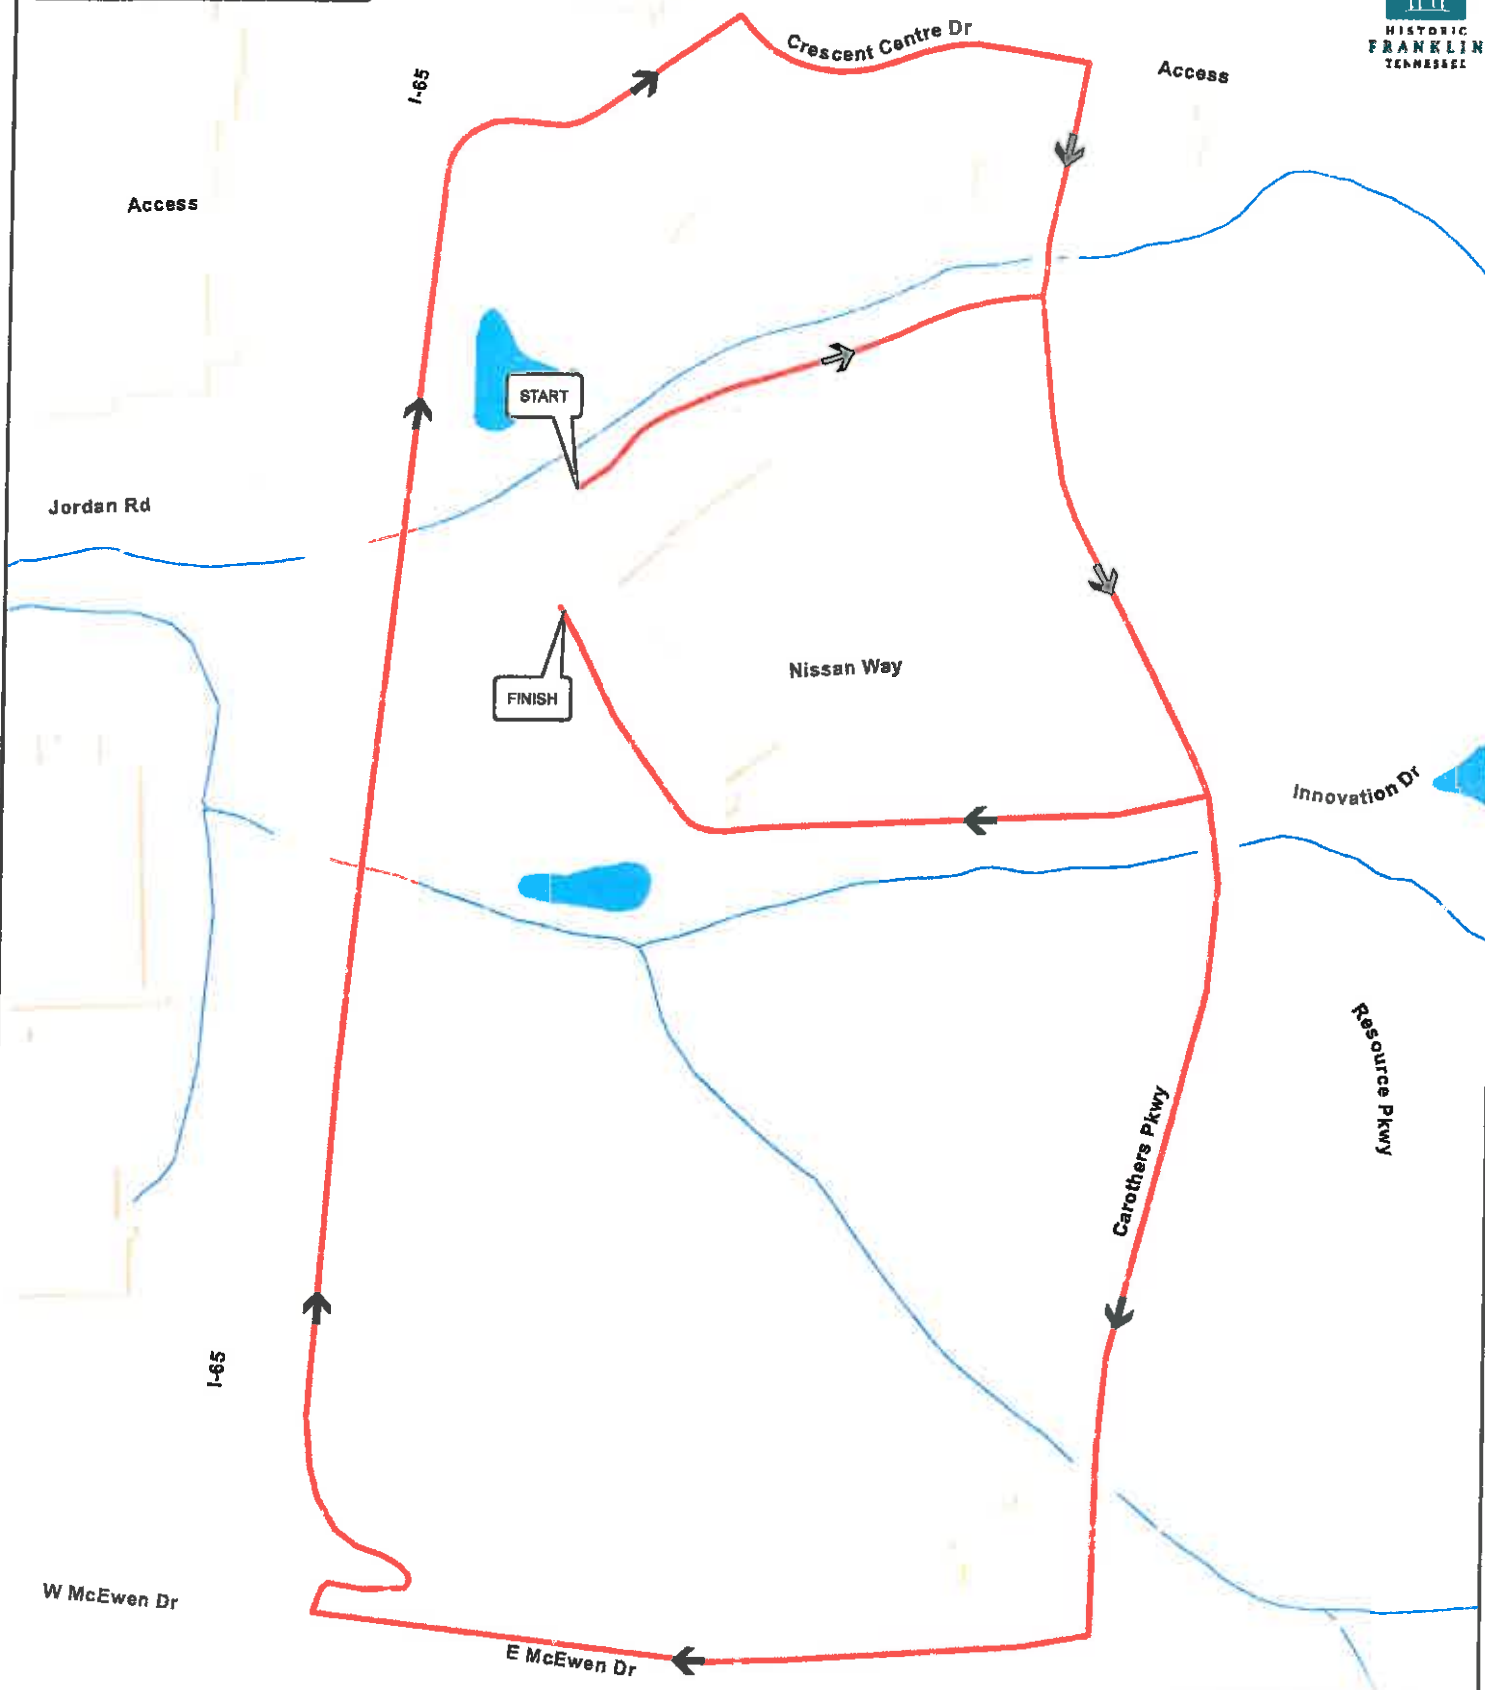 HISTORIC
FRANKLIN
TENNESSEE
Crescent Centre Dr
I-65
Access
Access
START
Jordan Rd
Nissan Way
FINISH
Innovation Dr
Resource Pkwy
Carothers Pkwy
I-65
W McEwen Dr
E McEwen Dr